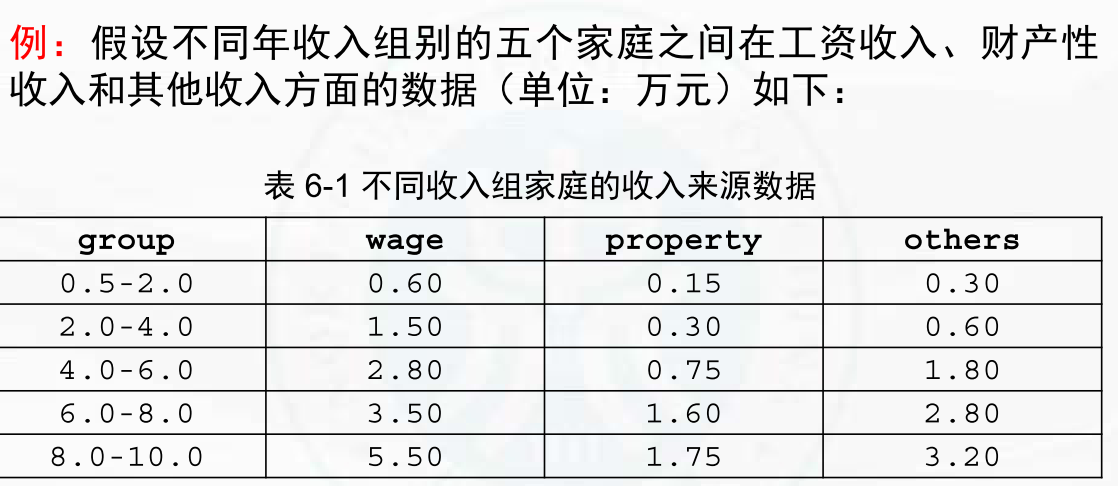 例：假设不同年收入组别的五个家庭之间在工资收入、财产性
收入和其他收入方面的数据（单位：万元）如下：
表 6-1 不同收入组家庭的收入来源数据
group wage property others
0.5-2.0 0.60 0.15 0.30
2.0-4.0 1.50 0.30 0.60
4.0-6.0 2.80 0.75 1.80
6.0-8.0 3.50 1.60 2.80
8.0-10.0 5.50 1.75 3.20